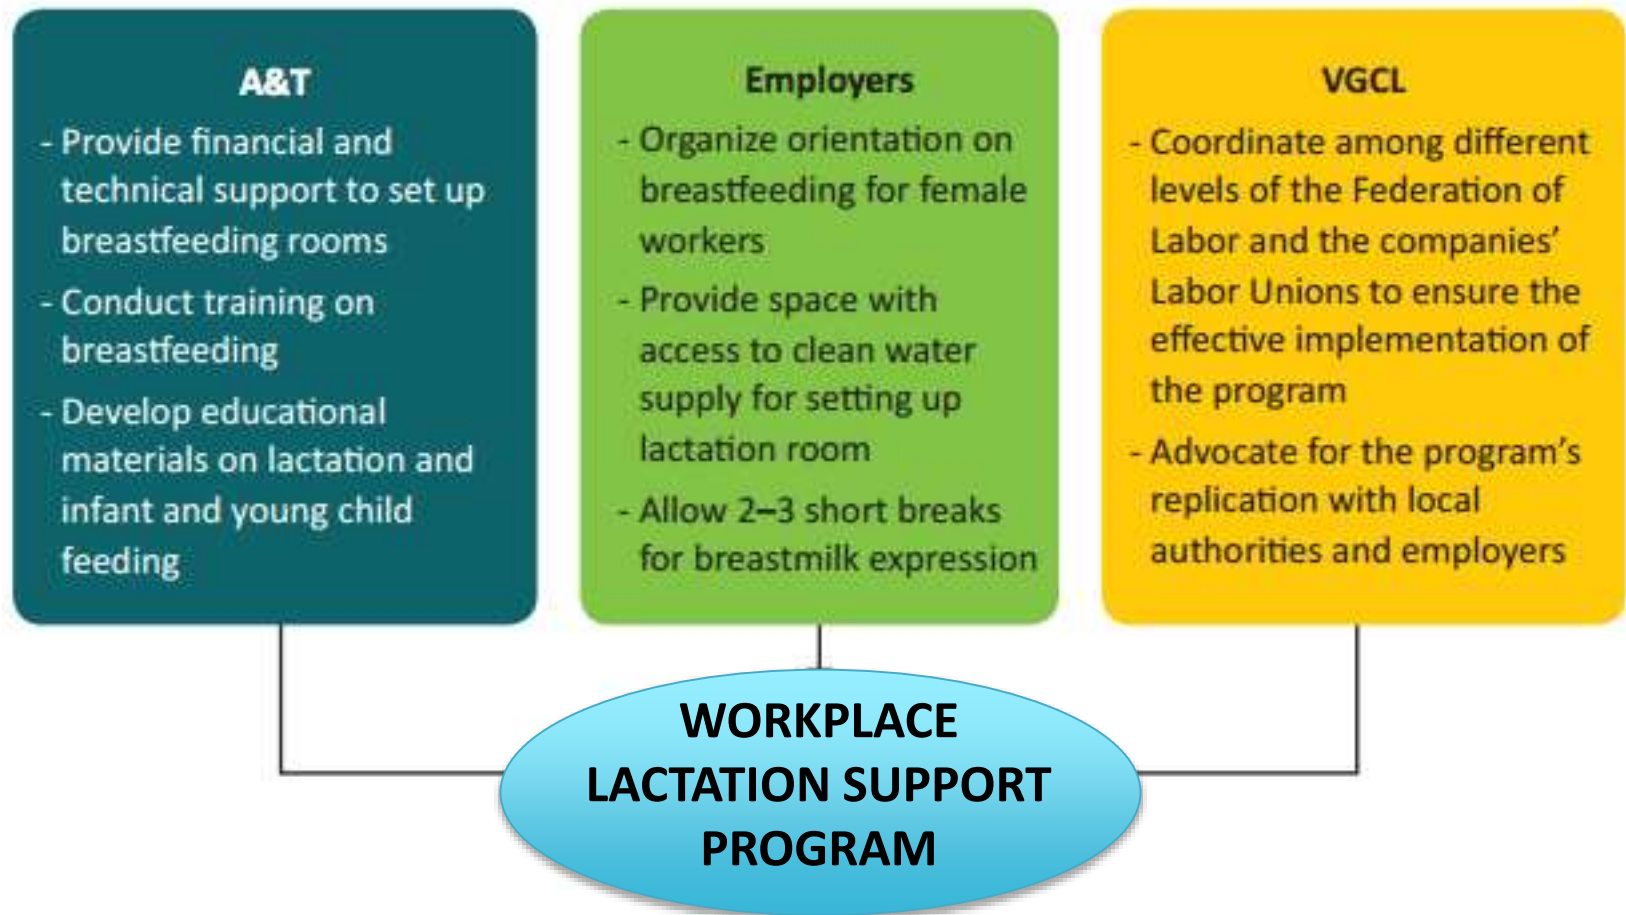 A&T
- Provide financial and
technical support to set up
breastfeeding rooms
- Conduct training on
breastfeeding
- Develop educational
materials on lactation and
infant and young child
feeding
Employers
- Organize orientation on
breastfeeding for female
workers
- Provide space with
access to clean water
supply for setting up
lactation room
- Allow 2–3 short breaks
for breastmilk expression
VGCL
- Coordinate among different
levels of the Federation of
Labor and the companies’
Labor Unions to ensure the
effective implementation of
the program
- Advocate for the program’s
replication with local
authorities and employers
WORKPLACE
LACTATION SUPPORT
PROGRAM